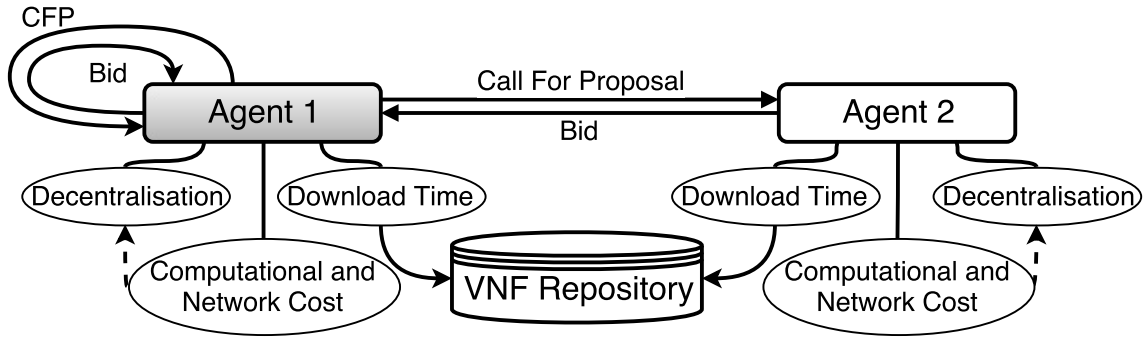 CFP
Bid
Agent 1
Call For Proposal
Bid
Agent 2
Decentralisation
Download Time
Download Time
Decentralisation
Computational and
Network Cost
VNF Repository
Computational and
Network Cost